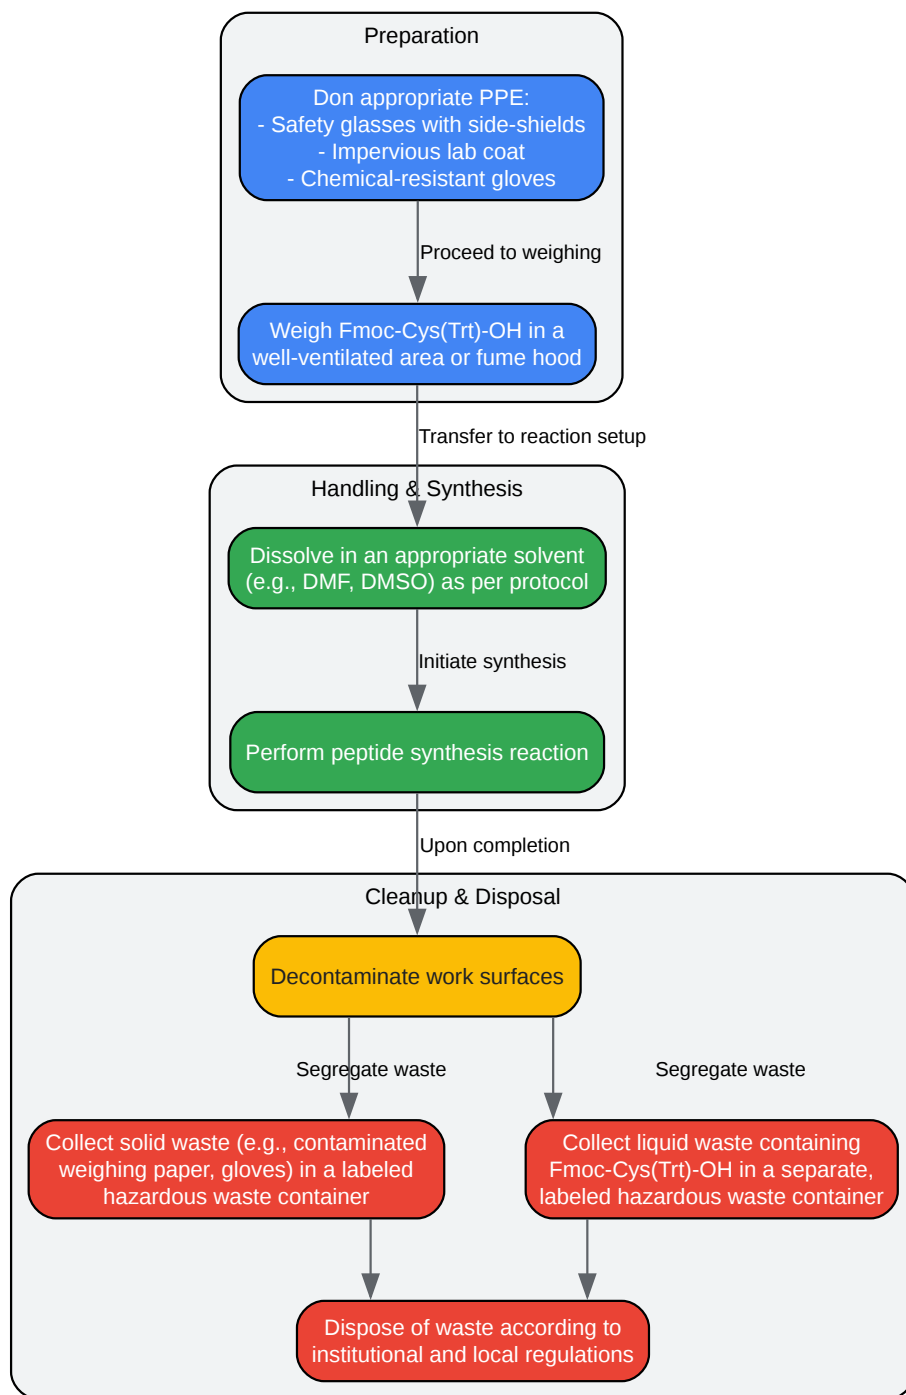 Preparation
Don appropriate PPE:
- Safety glasses with side-shields
- Impervious lab coat
- Chemical-resistant gloves
Proceed to weighing
Weigh Fmoc-Cys(Trt)-OH in a
well-ventilated area or fume hood
Transfer to reaction setup
Handling & Synthesis
Dissolve in an appropriate solvent
(e.g., DMF, DMSO) as per protocol
Initiate synthesis
Perform peptide synthesis reaction
Upon completion
Cleanup & Disposal
Decontaminate work surfaces
Segregate waste
Segregate waste
Collect solid waste (e.g., contaminated
weighing paper, gloves) in a labeled
hazardous waste container
Collect liquid waste containing
Fmoc-Cys(Trt)-OH in a separate,
labeled hazardous waste container
Dispose of waste according to
institutional and local regulations